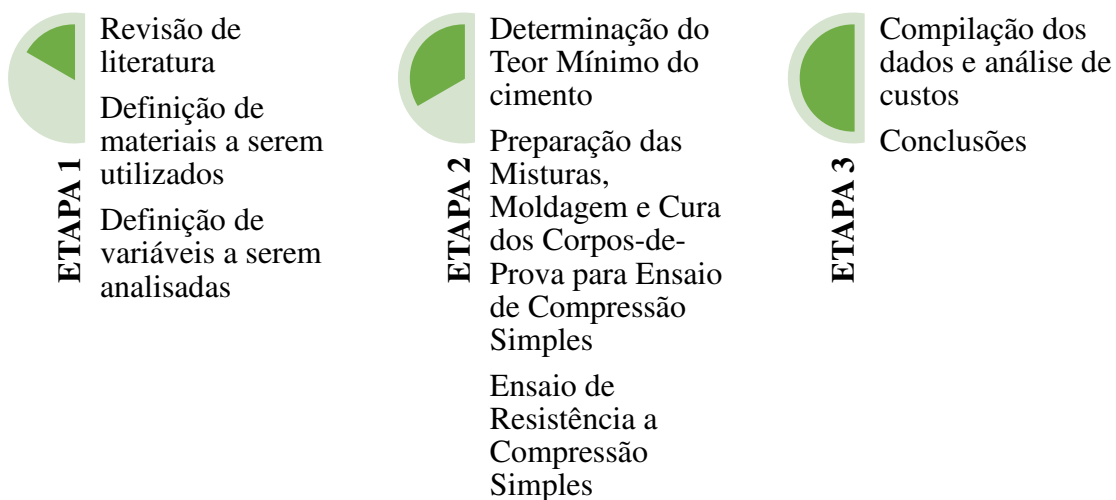 Revisão de
literatura
Definição de
materiais a serem
utilizados
Definição de
variáveis a serem
analisadas
ETAPA 1
Determinação do
Teor Mínimo do
cimento
Preparação das
Misturas,
Moldagem e Cura
dos Corpos-de-
Prova para Ensaio
de Compressão
Simples
Ensaio de
Resistência a
Compressão
Simples
ETAPA 2
Compilação dos
dados e análise de
custos
Conclusões
ETAPA 3